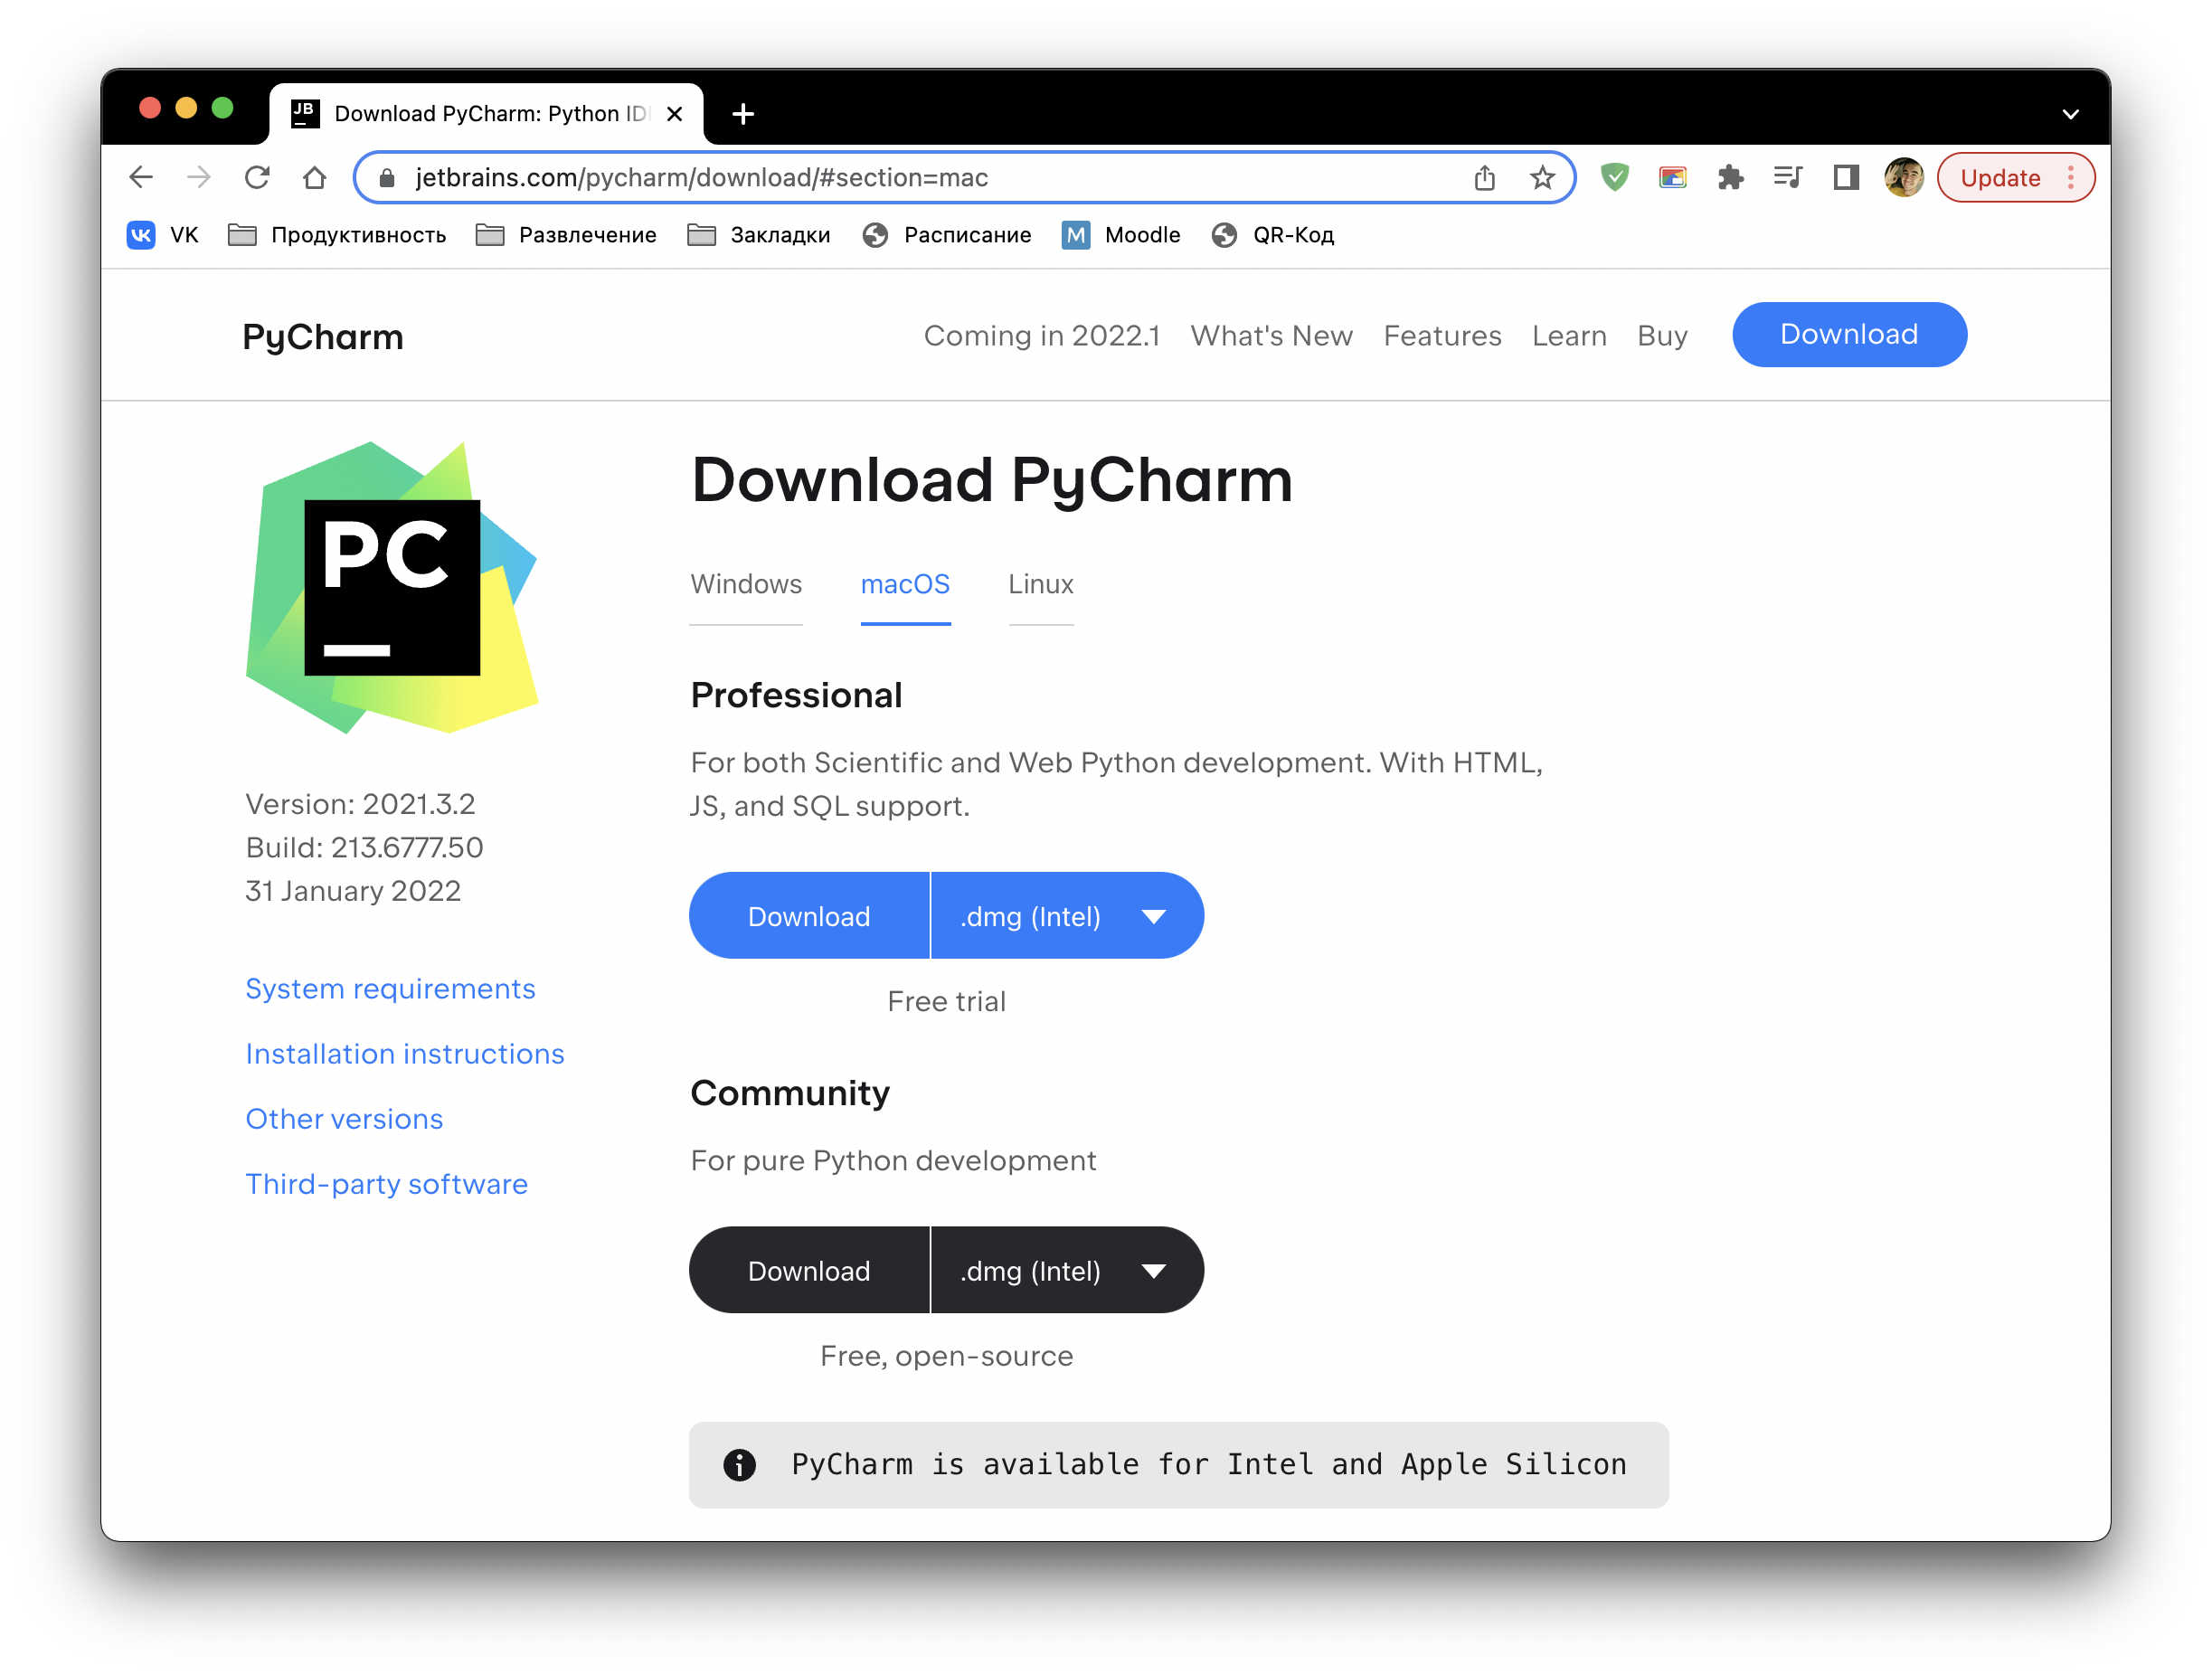 JB
Download PyCharm: Python ID
jetbrains.com/pycharm/download/#section=mac
Update
VK
Продуктивность
Развлечение
Закладки
Расписание
M
Moodle
QR-Код
PyCharm
Coming in 2022.1
What's New
Features
Learn
Buy
Download
PC
Version: 2021.3.2
Build: 213.6777.50
31 January 2022
System requirements
Installation instructions
Other versions
Third-party software
Download PyCharm
Windows
macOS
Linux
Professional
For both Scientific and Web Python development. With HTML,
JS, and SQL support.
Download
.dmg (Intel)
Free trial
Community
For pure Python development
Download
.dmg (Intel)
Free, open-source
PyCharm is available for Intel and Apple Silicon